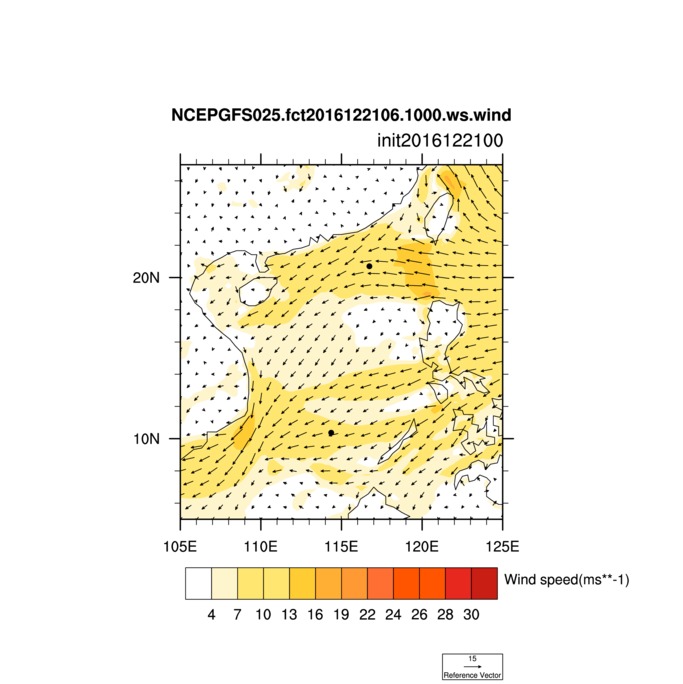 NCEPGFS025.fct2016122106.1000.ws.wind
init2016122100
20N
10N
105E 110E 115E 120E 125E
Wind speed(ms**-1)
4 7 10 13 16 19 22 24 26 28 30
15
Reference Vector